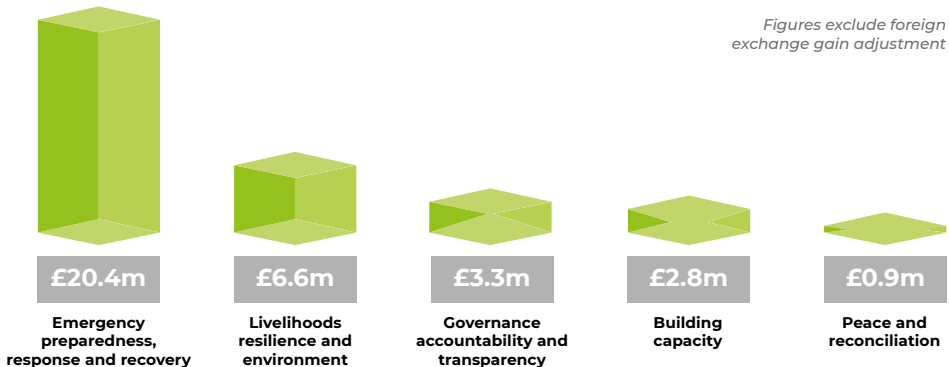 Figures exclude foreign
exchange gain adjustment
£20.4m
Emergency
preparedness,
response and recovery
£6.6m
Livelihoods
resilience and
environment
£3.3m
Governance
accountability and
transparency
£2.8m
Building
capacity
£0.9m
Peace and
reconciliation